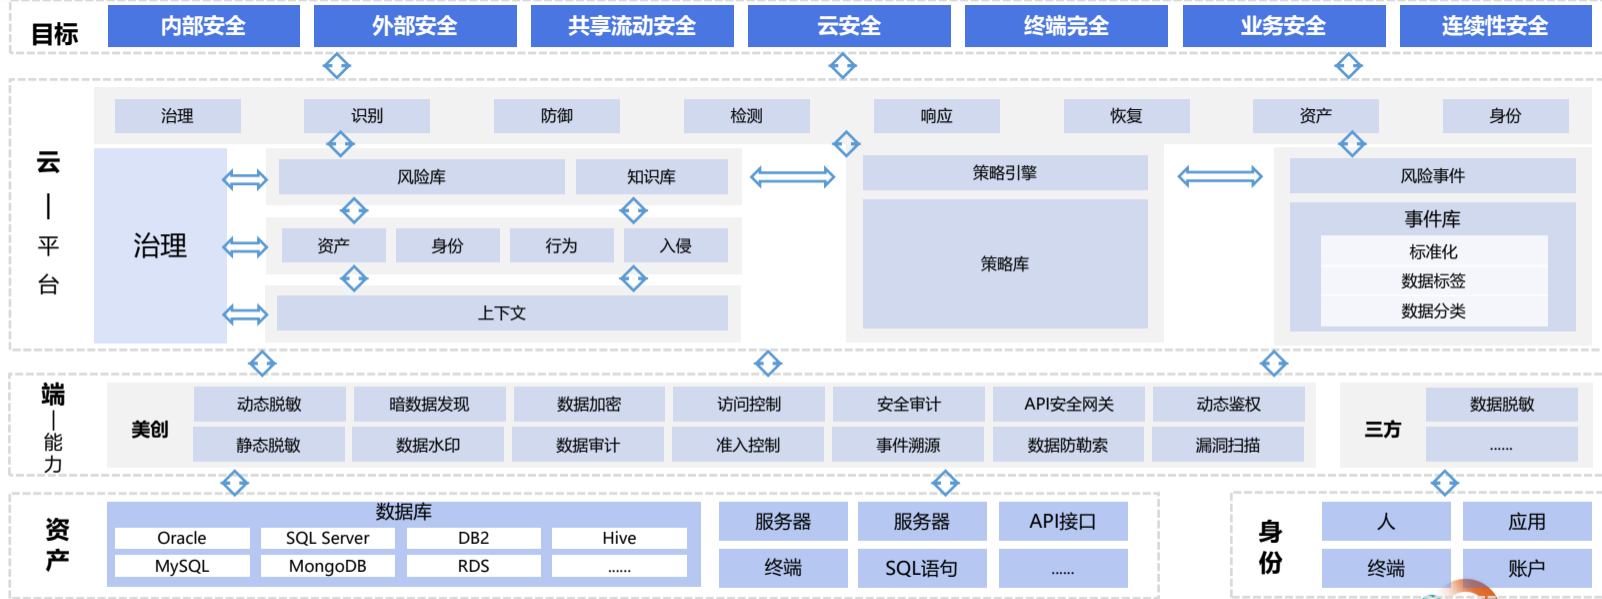 目标
内部安全
外部安全
共享流动安全
云安全
终端完全
业务安全
连续性安全
云
—
平
台
治理
识别
防御
检测
响应
恢复
资产
身份
治理
风险库
知识库
资产
身份
行为
入侵
上下文
策略引擎
策略库
风险事件
事件库
标准化
数据标签
数据分类
端
—
能
力
美创
动态脱敏
暗数据发现
数据加密
访问控制
安全审计
API安全网关
动态鉴权
静态脱敏
数据水印
数据审计
准入控制
事件溯源
数据防勒索
漏洞扫描
三方
数据脱敏
......
资
产
数据库
Oracle
SQL Server
DB2
Hive
MySQL
MongoDB
RDS
......
服务器
服务器
API接口
终端
SQL语句
......
身
份
人
应用
终端
账户